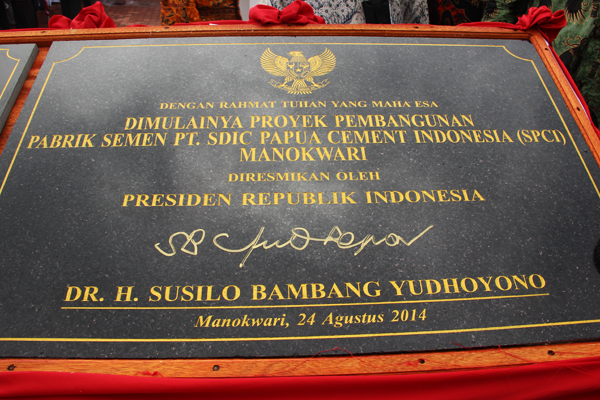 DENGAN RAHMAT TUHAN YANG MAHA ESA
DIMULAINYA PROYEK PEMBANGUNAN
PABRIK SEMEN PT. SDIC PAPUA CEMENT INDONESIA (SPCI)
MANOKWARI
DIRESMIKAN OLEH
PRESIDEN REPUBLIK INDONESIA
DR. H. SUSILO BAMBANG YUDHOYONO
Manokwari, 24 Agustus 2014